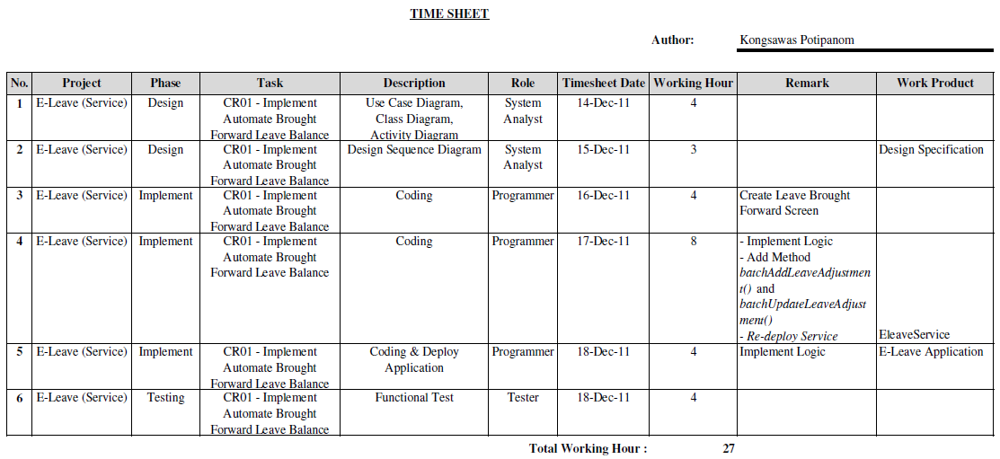 TIME SHEET
Author: Kongsawas Potipanom
No. Project Phase Task Description Role Timesheet Date Working Hour Remark Work Product
1 E-Leave (Service) Design CR01 - Implement Use Case Diagram, System 14-Dec-11 4
Automate Brought Class Diagram, Analyst
Forward Leave Balance Activity Diagram
2 E-Leave (Service) Design CR01 - Implement Design Sequence Diagram System 15-Dec-11 3 Design Specification
Automate Brought Analyst
Forward Leave Balance
3 E-Leave (Service) Implement CR01 - Implement Coding Programmer 16-Dec-11 4 Create Leave Brought
Automate Brought Forward Screen
Forward Leave Balance
4 E-Leave (Service) Implement CR01 - Implement Coding Programmer 17-Dec-11 8 - Implement Logic
Automate Brought - Add Method
Forward Leave Balance batchAddLeaveAdjustmen
t() and
batchUpdateLeaveAdjust
ment()
- Re-deploy Service EleaveService
5 E-Leave (Service) Implement CR01 - Implement Coding & Deploy Programmer 18-Dec-11 4 Implement Logic E-Leave Application
Automate Brought Application
Forward Leave Balance
6 E-Leave (Service) Testing CR01 - Implement Functional Test Tester 18-Dec-11 4
Automate Brought
Forward Leave Balance
Total Working Hour : 27